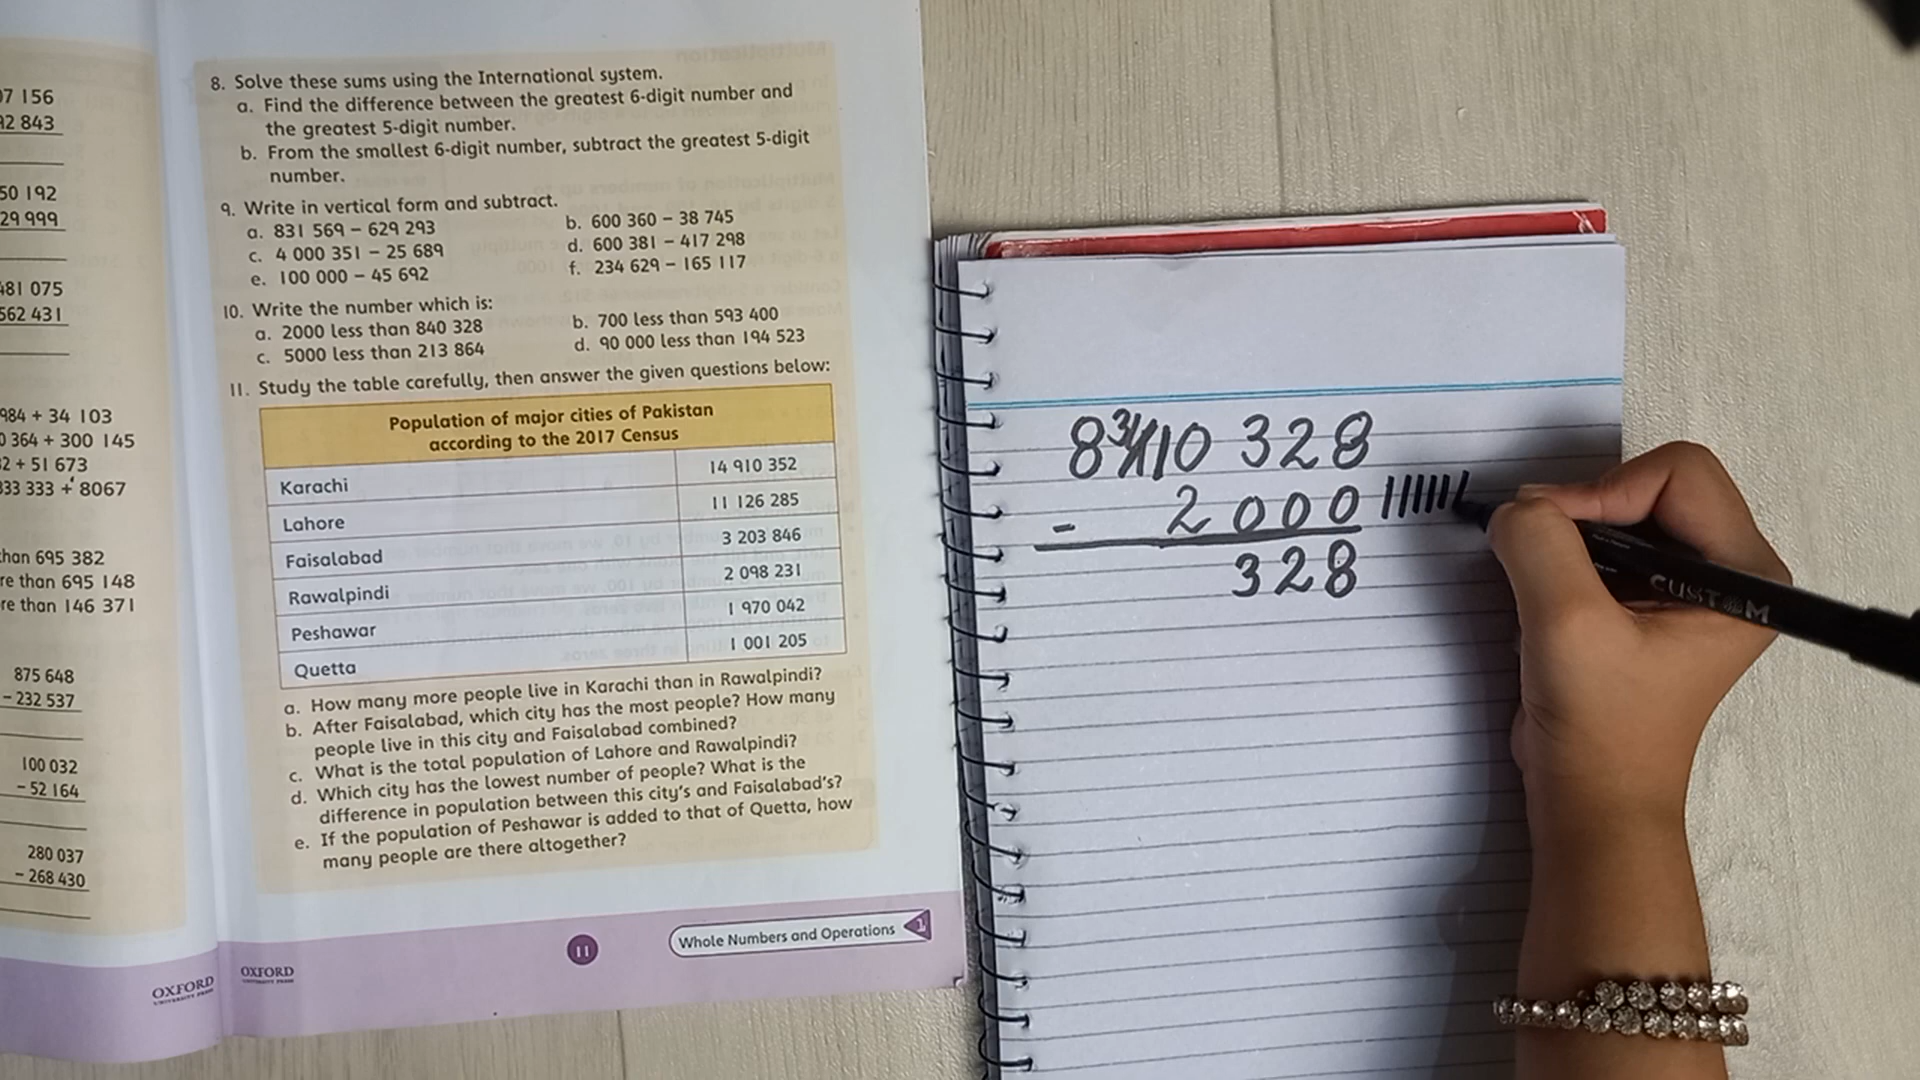 07 156
92 843
50 192
29 999
481 075
562 431
984 + 34 103
0 364 + 300 145
2 + 51 673
333 333 + 8067
than 695 382
re than 695 148
re than 146 371
875 648
- 232 537
100 032
- 52 164
280 037
- 268 430
OXFORD
UNIVERSITY PRESS
8. Solve these sums using the International system.
a. Find the difference between the greatest 6-digit number and
the greatest 5-digit number.
b. From the smallest 6-digit number, subtract the greatest 5-digit
number.
9. Write in vertical form and subtract.
a. 831 569 – 629 293 b. 600 360 – 38 745
c. 4 000 351 – 25 689 d. 600 381 – 417 298
e. 100 000 – 45 692 f. 234 629 – 165 117
10. Write the number which is:
a. 2000 less than 840 328 b. 700 less than 593 400
c. 5000 less than 213 864 d. 90 000 less than 194 523
11. Study the table carefully, then answer the given questions below:
Population of major cities of Pakistan
according to the 2017 Census
Karachi 14 910 352
Lahore 11 126 285
Faisalabad 3 203 846
Rawalpindi 2 098 231
Peshawar 1 970 042
Quetta 1 001 205
a. How many more people live in Karachi than in Rawalpindi?
b. After Faisalabad, which city has the most people? How many
people live in this city and Faisalabad combined?
c. What is the total population of Lahore and Rawalpindi?
d. Which city has the lowest number of people? What is the
difference in population between this city's and Faisalabad's?
e. If the population of Peshawar is added to that of Quetta, how
many people are there altogether?
OXFORD
UNIVERSITY PRESS
11
Whole Numbers and Operations 1
8 3 4 10 328
- 2000
328
CUSTOM